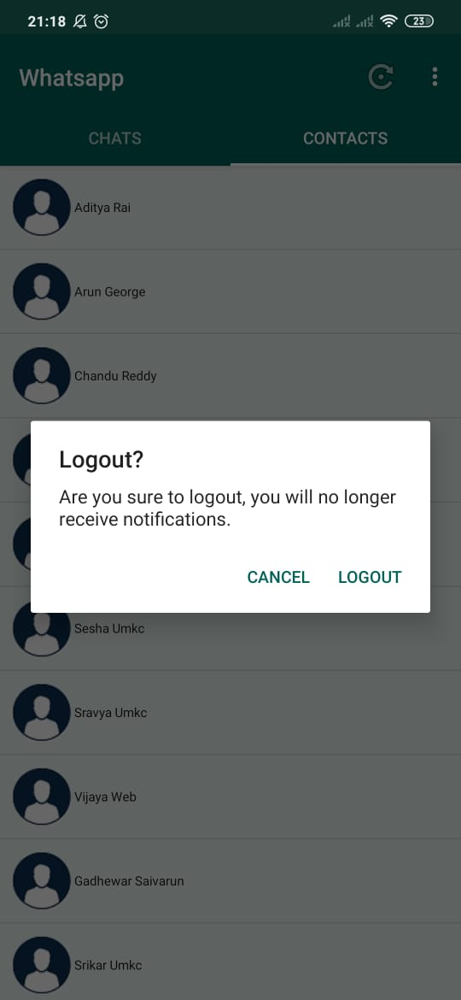 21:18
23
Whatsapp
CHATS CONTACTS
Aditya Rai
Arun George
Chandu Reddy
Logout?
Are you sure to logout, you will no longer
receive notifications.
CANCEL LOGOUT
Sesha Umkc
Sravya Umkc
Vijaya Web
Gadhewar Saivarun
Srikar Umkc